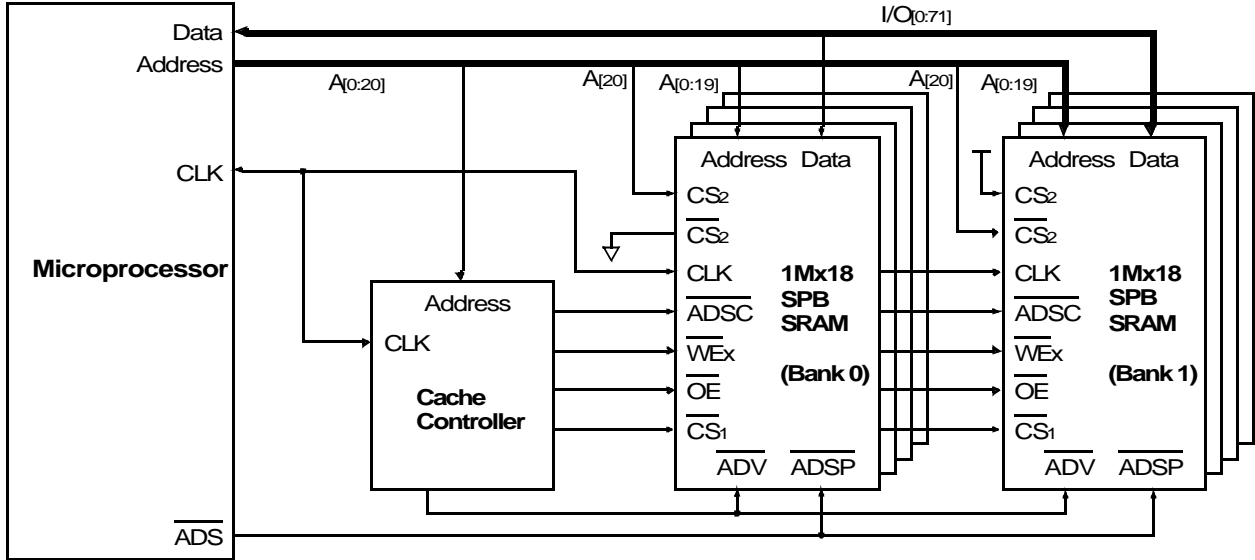 I/O[0:71]
Data
Address
A[0:20]
A[20]
A[0:19]
A[20]
A[0:19]
CLK
Microprocessor
ADS
Address
CLK
Cache
Controller
Address Data
CS2
CS2
CLK
ADSC
WEx
OE
CS1
ADV ADSP
1Mx18
SPB
SRAM
(Bank 0)
Address Data
CS2
CS2
CLK
ADSC
WEx
OE
CS1
ADV ADSP
1Mx18
SPB
SRAM
(Bank 1)